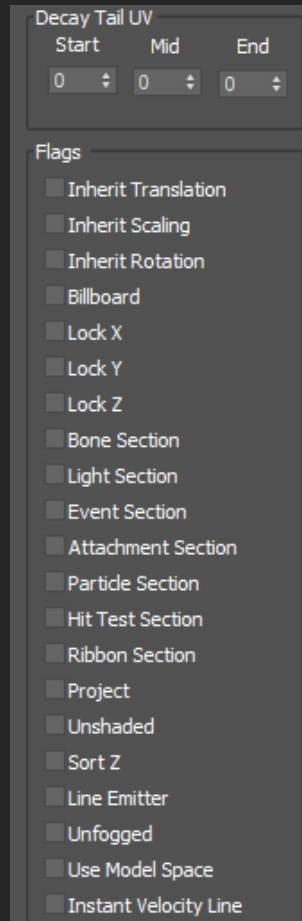 Decay Tail UV
Start Mid End
0 0 0
Flags
Inherit Translation
Inherit Scaling
Inherit Rotation
Billboard
Lock X
Lock Y
Lock Z
Bone Section
Light Section
Event Section
Attachment Section
Particle Section
Hit Test Section
Ribbon Section
Project
Unshaded
Sort Z
Line Emitter
Unfogged
Use Model Space
Instant Velocity Line